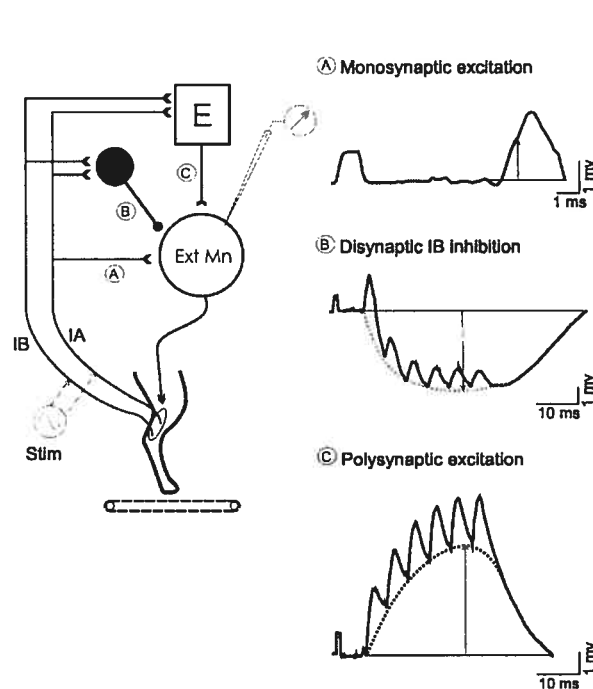 E
C
B
A
Ext Mn
IB
IA
Stim
A Monosynaptic excitation
1 ms
1 mv
B Disynaptic IB inhibition
10 ms
1 mv
C Polysynaptic excitation
10 ms
1 mv